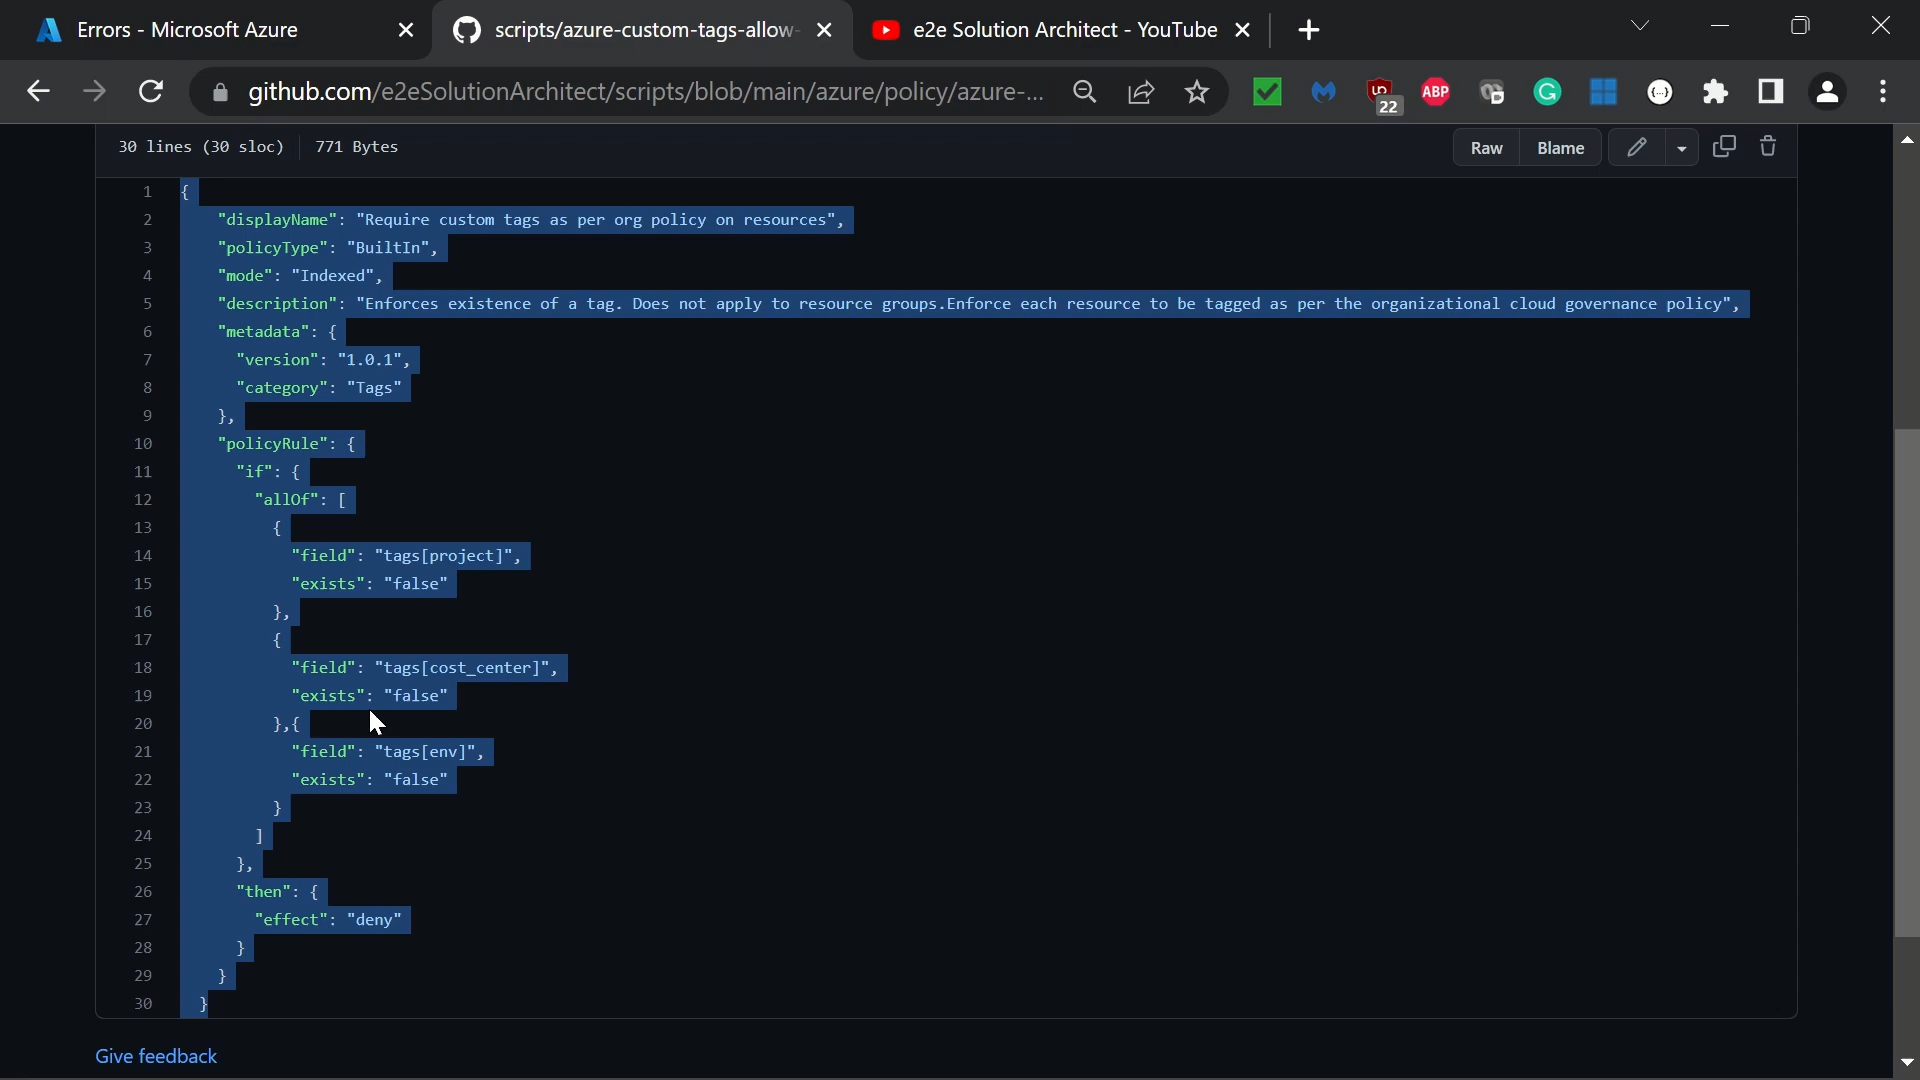 Errors - Microsoft Azure
scripts/azure-custom-tags-allow-
e2e Solution Architect - YouTube
github.com/e2eSolutionArchitect/scripts/blob/main/azure/policy/azure-...
22
ABP
30 lines (30 sloc)
771 Bytes
Raw
Blame
1 {
2 "displayName": "Require custom tags as per org policy on resources",
3 "policyType": "BuiltIn",
4 "mode": "Indexed",
5 "description": "Enforces existence of a tag. Does not apply to resource groups.Enforce each resource to be tagged as per the organizational cloud governance policy",
6 "metadata": {
7 "version": "1.0.1",
8 "category": "Tags"
9 },
10 "policyRule": {
11 "if": {
12 "allOf": [
13 {
14 "field": "tags[project]",
15 "exists": "false"
16 },
17 {
18 "field": "tags[cost_center]",
19 "exists": "false"
20 },{
21 "field": "tags[env]",
22 "exists": "false"
23 }
24 ]
25 },
26 "then": {
27 "effect": "deny"
28 }
29 }
30 }
Give feedback